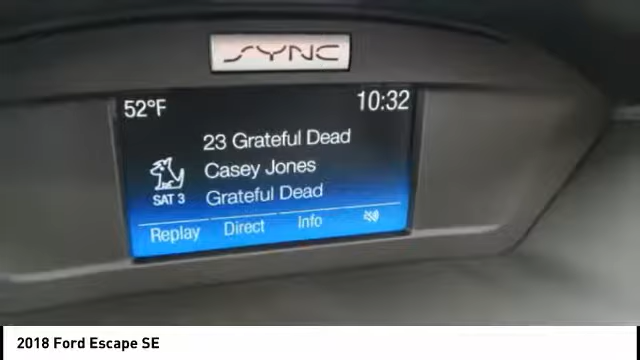 SYNC
52°F 10:32
23 Grateful Dead
Casey Jones
SAT 3 Grateful Dead
Replay Direct Info
2018 Ford Escape SE